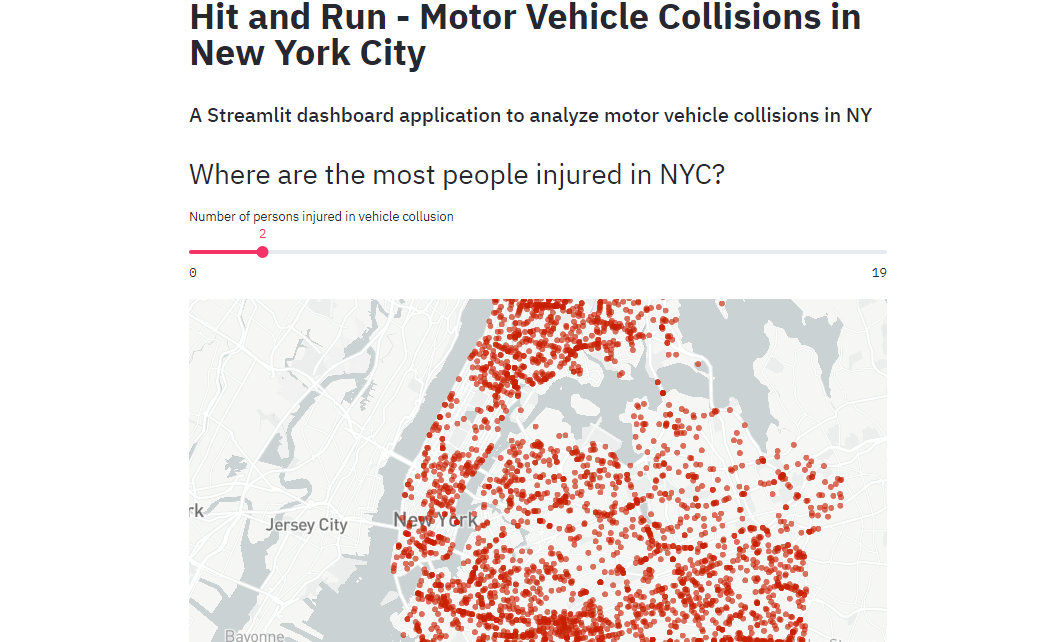 Hit and Run - Motor Vehicle Collisions in
New York City
A Streamlit dashboard application to analyze motor vehicle collisions in NY
Where are the most people injured in NYC?
Number of persons injured in vehicle collusion
2
0 19
rk
Jersey City
New York
Bayonne